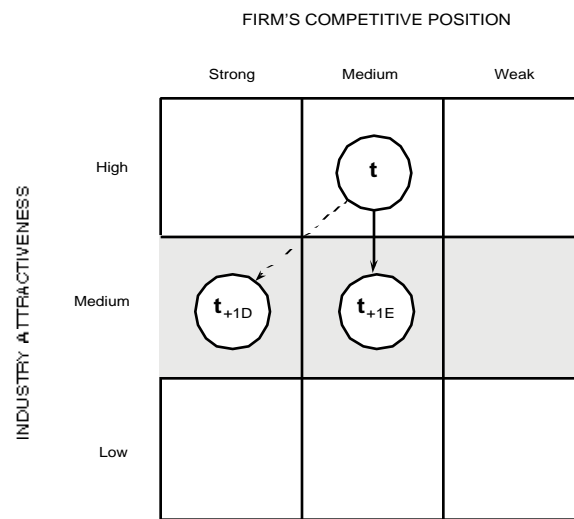 FIRM'S COMPETITIVE POSITION
Strong Medium Weak
INDUSTRY ATTRACTIVENESS
High
t
Medium
t+1D t+1E
Low